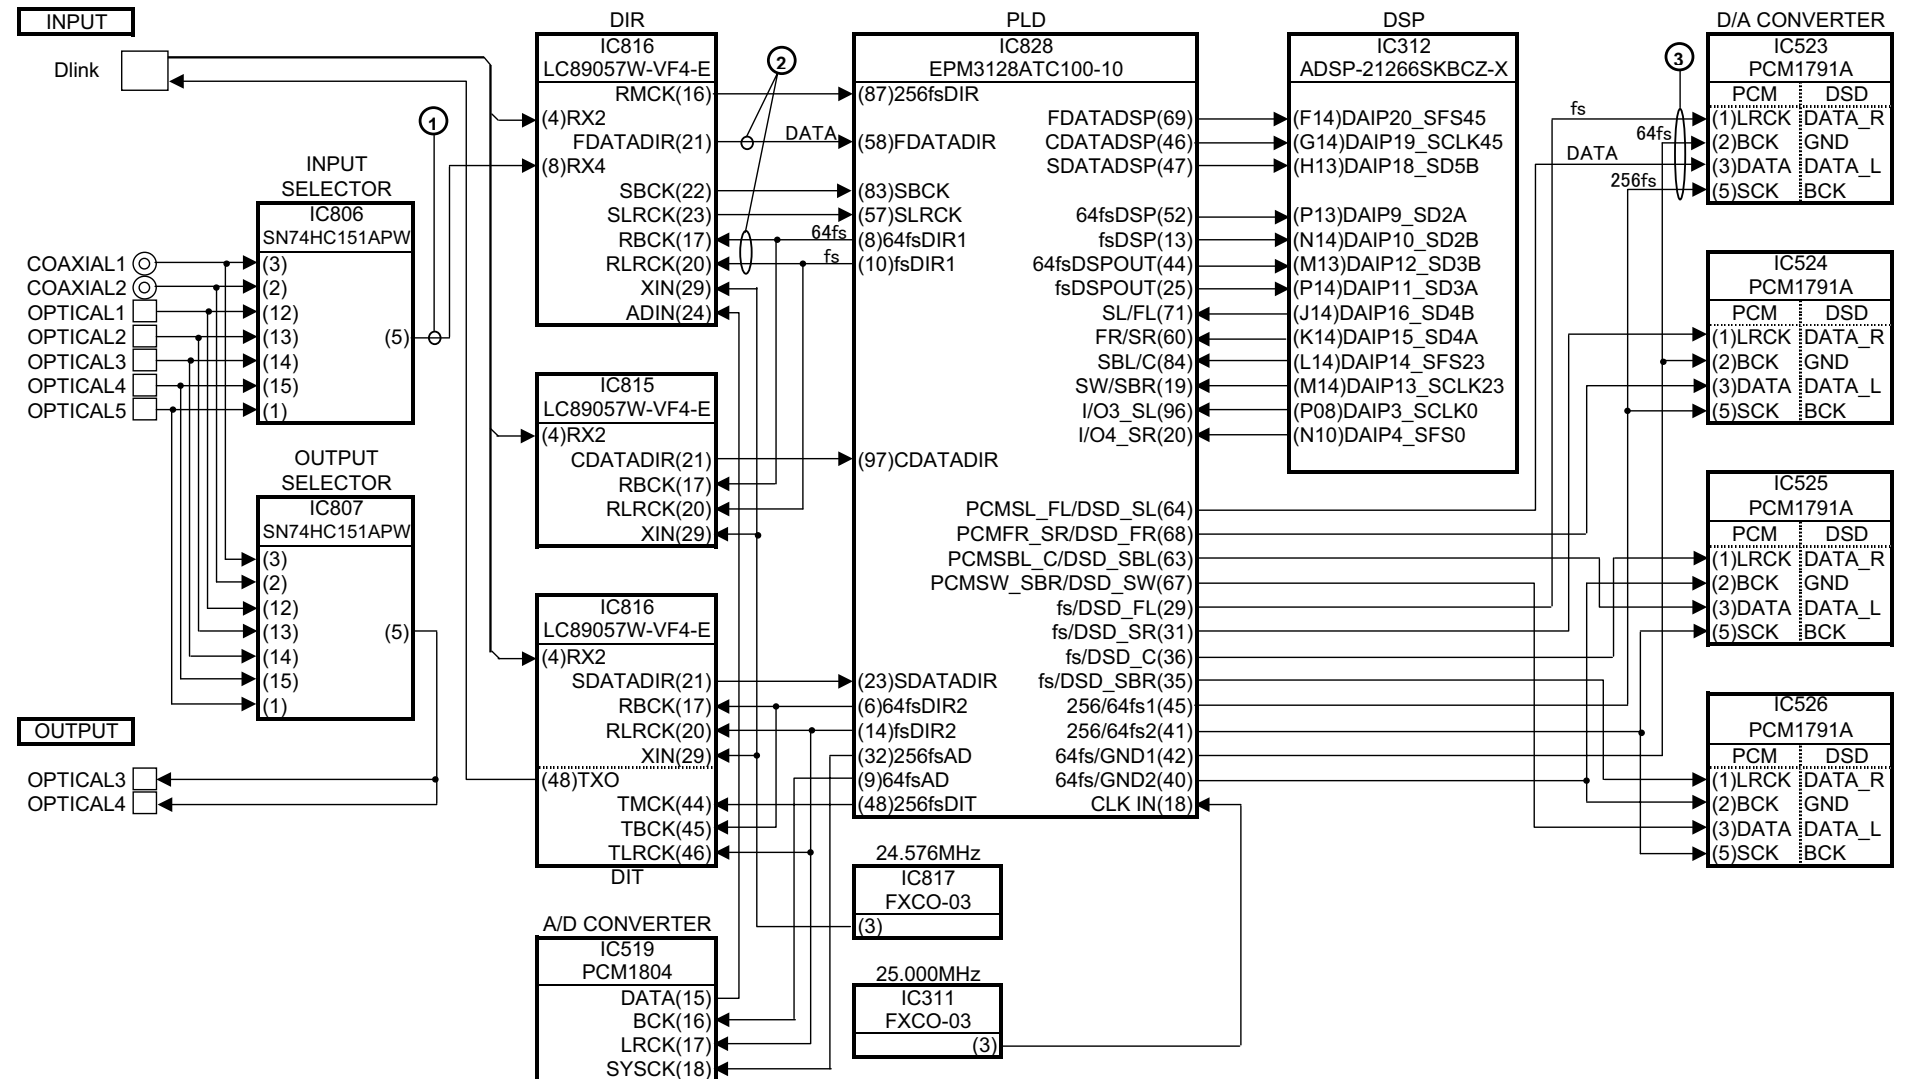 INPUT
Dlink
COAXIAL1
COAXIAL2
OPTICAL1
OPTICAL2
OPTICAL3
OPTICAL4
OPTICAL5
OUTPUT
OPTICAL3
OPTICAL4
INPUT
SELECTOR
IC806
SN74HC151APW
(3)
(2)
(12)
(13)
(5)
(14)
(15)
(1)
1
OUTPUT
SELECTOR
IC807
SN74HC151APW
(3)
(2)
(12)
(13)
(5)
(14)
(15)
(1)
DIR
IC816
LC89057W-VF4-E
RMCK(16)
(4)RX2
FDATADIR(21)
(8)RX4
SBCK(22)
SLRCK(23)
RBCK(17)
RLRCK(20)
XIN(29)
ADIN(24)
2
DATA
64fs
fs
IC815
LC89057W-VF4-E
(4)RX2
CDATADIR(21)
RBCK(17)
RLRCK(20)
XIN(29)
IC816
LC89057W-VF4-E
(4)RX2
SDATADIR(21)
RBCK(17)
RLRCK(20)
XIN(29)
(48)TXO
TMCK(44)
TBCK(45)
TLRCK(46)
DIT
A/D CONVERTER
IC519
PCM1804
DATA(15)
BCK(16)
LRCK(17)
SYSCK(18)
PLD
IC828
EPM3128ATC100-10
(87)256fsDIR
(58)FDATADIR
(83)SBCK
(57)SLRCK
(8)64fsDIR1
(10)fsDIR1
(97)CDATADIR
(23)SDATADIR
(6)64fsDIR2
(14)fsDIR2
(32)256fsAD
(9)64fsAD
(48)256fsDIT
FDATADSP(69)
CDATADSP(46)
SDATADSP(47)
64fsDSP(52)
fsDSP(13)
64fsDSPOUT(44)
fsDSPOUT(25)
SL/FL(71)
FR/SR(60)
SBL/C(84)
SW/SBR(19)
I/O3_SL(96)
I/O4_SR(20)
PCMSL_FL/DSD_SL(64)
PCMFR_SR/DSD_FR(68)
PCMSBL_C/DSD_SBL(63)
PCMSW_SBR/DSD_SW(67)
fs/DSD_FL(29)
fs/DSD_SR(31)
fs/DSD_C(36)
fs/DSD_SBR(35)
256/64fs1(45)
256/64fs2(41)
64fs/GND1(42)
64fs/GND2(40)
CLK IN(18)
24.576MHz
IC817
FXCO-03
(3)
25.000MHz
IC311
FXCO-03
(3)
DSP
IC312
ADSP-21266SKBCZ-X
(F14)DAIP20_SFS45
(G14)DAIP19_SCLK45
(H13)DAIP18_SD5B
(P13)DAIP9_SD2A
(N14)DAIP10_SD2B
(M13)DAIP12_SD3B
(P14)DAIP11_SD3A
(J14)DAIP16_SD4B
(K14)DAIP15_SD4A
(L14)DAIP14_SFS23
(M14)DAIP13_SCLK23
(P08)DAIP3_SCLK0
(N10)DAIP4_SFS0
3
fs
64fs
DATA
256fs
D/A CONVERTER
IC523
PCM1791A
PCM DSD
(1)LRCK DATA_R
(2)BCK GND
(3)DATA DATA_L
(5)SCK BCK
IC524
PCM1791A
PCM DSD
(1)LRCK DATA_R
(2)BCK GND
(3)DATA DATA_L
(5)SCK BCK
IC525
PCM1791A
PCM DSD
(1)LRCK DATA_R
(2)BCK GND
(3)DATA DATA_L
(5)SCK BCK
IC526
PCM1791A
PCM DSD
(1)LRCK DATA_R
(2)BCK GND
(3)DATA DATA_L
(5)SCK BCK